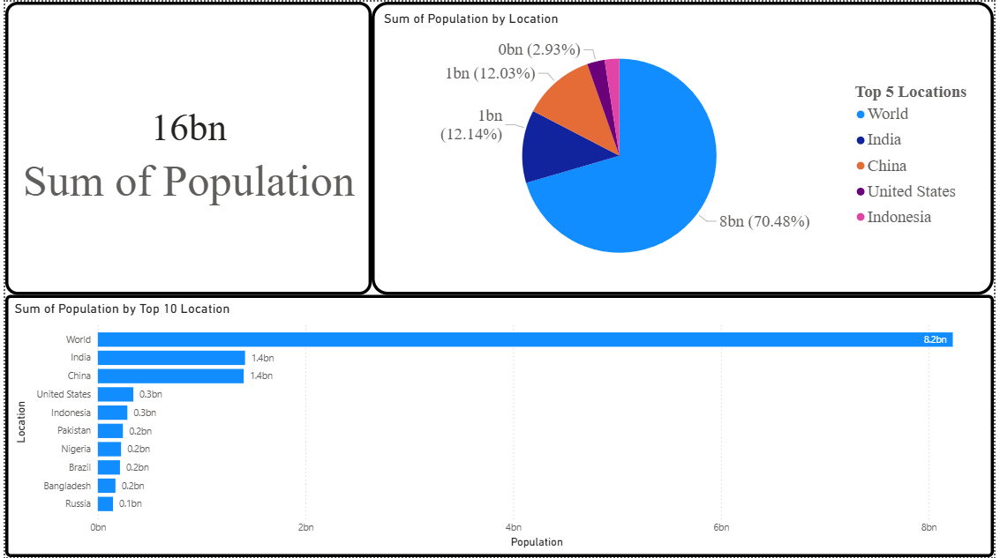 16bn
Sum of Population
Sum of Population by Location
0bn (2.93%)
1bn (12.03%)
1bn
(12.14%)
8bn (70.48%)
Top 5 Locations
World
India
China
United States
Indonesia
Sum of Population by Top 10 Location
Location
World
8.2bn
India
1.4bn
China
1.4bn
United States
0.3bn
Indonesia
0.3bn
Pakistan
0.2bn
Nigeria
0.2bn
Brazil
0.2bn
Bangladesh
0.2bn
Russia
0.1bn
0bn
2bn
4bn
6bn
8bn
Population